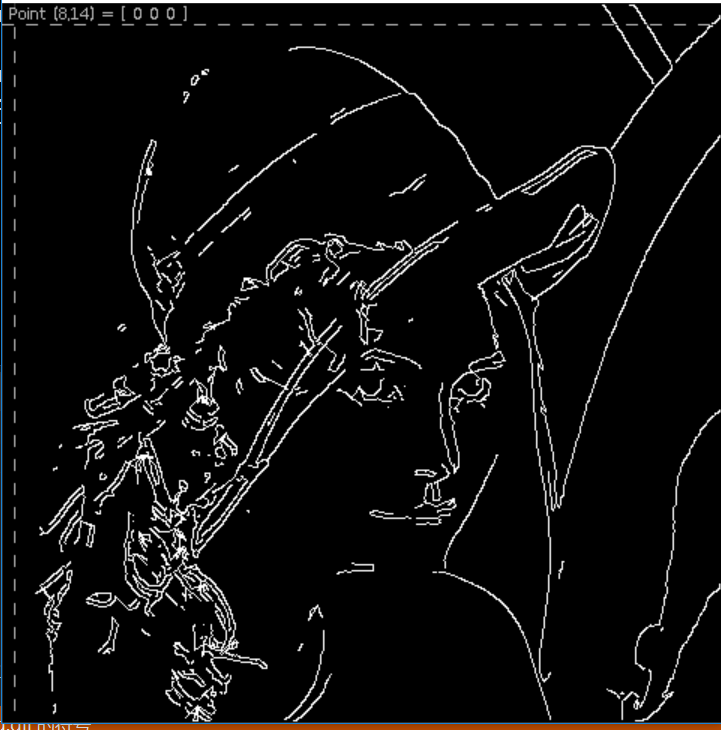 Point (8,14) = [ 0 0 0 ]